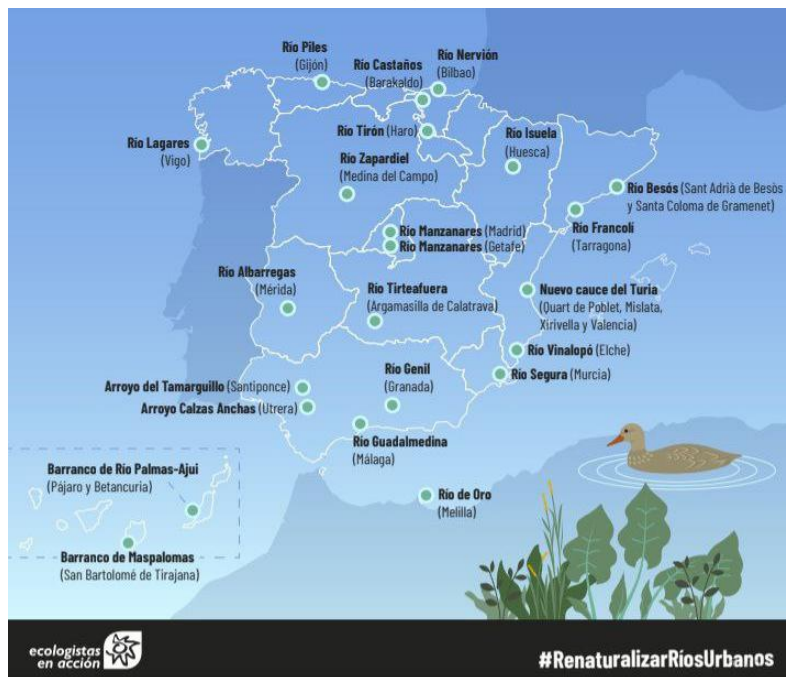 Río Piles
(Gijón)
Río Castaños
(Barakaldo)
Río Nervión
(Bilbao)
Río Tirón (Haro)
Río Isuela
(Huesca)
Río Lagares
(Vigo)
Río Zapardiel
(Medina del Campo)
Río Besós (Sant Adrià de Besòs
y Santa Coloma de Gramenet)
Río Francolí
(Tarragona)
Río Manzanares (Madrid)
Río Manzanares (Getafe)
Río Albarregas
(Mérida)
Río Tirteafuera
(Argamasilla de Calatrava)
Nuevo cauce del Turia
(Quart de Poblet, Mislata,
Xirivella y Valencia)
Río Vinalopó (Elche)
Río Segura (Murcia)
Río Genil
(Granada)
Arroyo del Tamarguillo (Santiponce)
Arroyo Calzas Anchas (Utrera)
Río Guadalmedina
(Málaga)
Barranco de Río Palmas-Ajui
(Pájaro y Betancuria)
Río de Oro
(Melilla)
Barranco de Maspalomas
(San Bartolomé de Tirajana)
ecologistas
en acción
#RenaturalizarRíosUrbanos